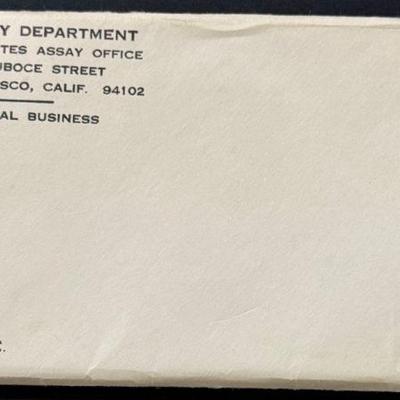 Y DEPARTMENT
TES ASSAY OFFICE
UBOCE STREET
SCO, CALIF. 94102
AL BUSINESS